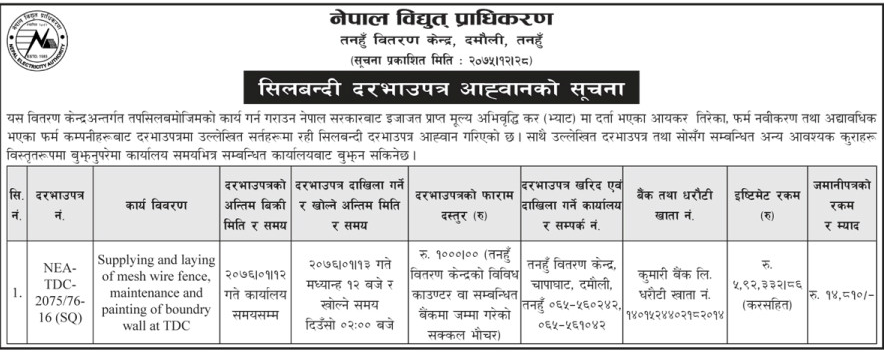 नेपाल विद्युत् प्राधिकरण
तनहुँ वितरण केन्द्र, दमौली, तनहुँ
(सूचना प्रकाशित मिति : २०७५।१२।२८)
सिलबन्दी दरभाउपत्र आह्वानको सूचना
यस वितरण केन्द्रअन्तर्गत तपसिलबमोजिमको कार्य गर्न गराउन नेपाल सरकारबाट इजाजत प्राप्त मूल्य अभिवृद्धि कर (भ्याट) मा दर्ता भएका आयकर तिरेका, फर्म नवीकरण तथा अद्यावधिक
भएका फर्म कम्पनीहरूबाट दरभाउपत्रमा उल्लेखित सर्तहरूमा रही सिलबन्दी दरभाउपत्र आह्वान गरिएको छ । साथै उल्लेखित दरभाउपत्र तथा सोसँग सम्बन्धित अन्य आवश्यक कुराहरू
विस्तृतरूपमा बुझ्नुपरेमा कार्यालय समयभित्र सम्बन्धित कार्यालयबाट बुझ्न सकिनेछ ।
सि. नं.
दरभाउपत्र नं.
कार्य विवरण
दरभाउपत्रको
अन्तिम बिक्री
मिति र समय
दरभाउपत्र दाखिला गर्ने
र खोल्ने अन्तिम मिति
र समय
दरभाउपत्रको फाराम
दस्तुर (रु)
दरभाउपत्र खरिद एवं
दाखिला गर्ने कार्यालय
र सम्पर्क नं.
बैंक तथा धरौटी
खाता नं.
इष्टिमेट रकम
(रु)
जमानीपत्रको
रकम
र म्याद
1.
NEA-
TDC-
2075/76-
16 (SQ)
Supplying and laying
of mesh wire fence,
maintenance and
painting of boundry
wall at TDC
२०७६।०१।१२
गते कार्यालय
समयसम्म
२०७६।०१।१३ गते
मध्यान्ह १२ बजे र
खोल्ने समय
दिउँसो ०२:०० बजे
रु. १०००।०० (तनहुँ
वितरण केन्द्रको विविध
काउण्टर वा सम्बन्धित
बैंकमा जम्मा गरेको
सक्कल भौचर)
तनहुँ वितरण केन्द्र,
चापाघाट, दमौली,
तनहुँ ०६५-५६०२४२,
०६५-५६१०४२
कुमारी बैंक लि.
धरौटी खाता नं.
१४०१५२४४०२१८२०१४
रु.
५,९२,३३२।८६
(करसहित)
रु. १४,८१०/-